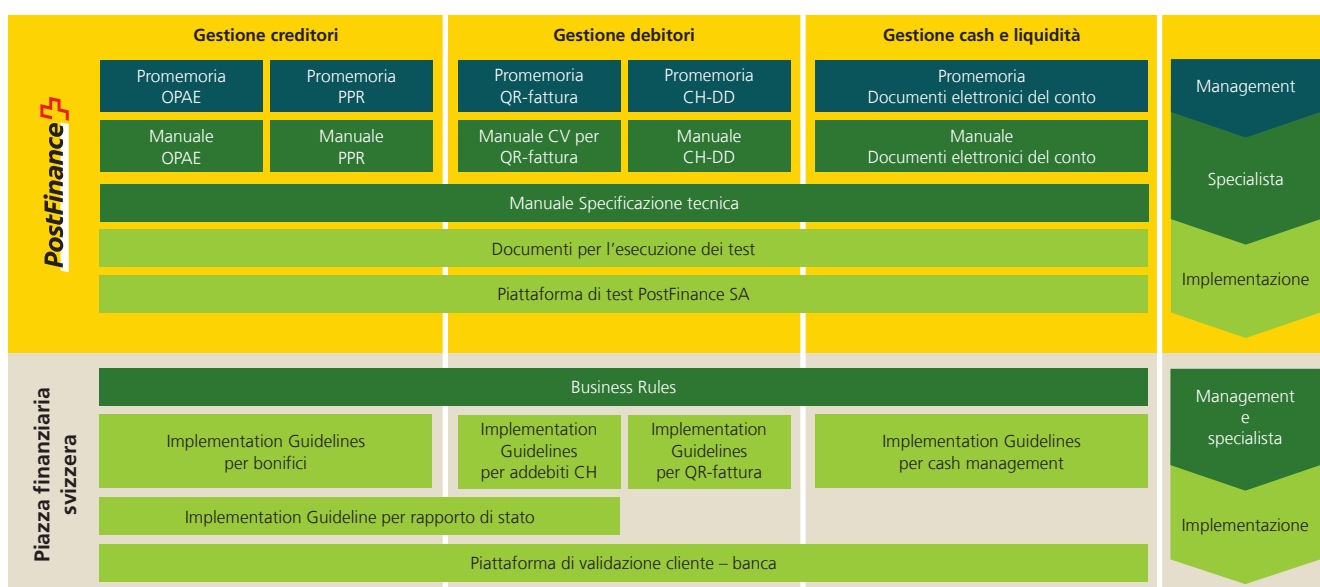 Gestione creditori
Gestione debitori
Gestione cash e liquidità
PostFinance
Promemoria
OPAE
Promemoria
PPR
Promemoria
QR-fattura
Promemoria
CH-DD
Promemoria
Documenti elettronici del conto
Management
Manuale
OPAE
Manuale
PPR
Manuale CV per
QR-fattura
Manuale
CH-DD
Manuale
Documenti elettronici del conto
Specialista
Manuale Specificazione tecnica
Documenti per l'esecuzione dei test
Implementazione
Piattaforma di test PostFinance SA
Piazza finanziaria
svizzera
Business Rules
Management
e
specialista
Implementation Guidelines
per bonifici
Implementation
Guidelines
per addebiti CH
Implementation
Guidelines
per QR-fattura
Implementation Guidelines
per cash management
Implementation Guideline per rapporto di stato
Implementazione
Piattaforma di validazione cliente – banca